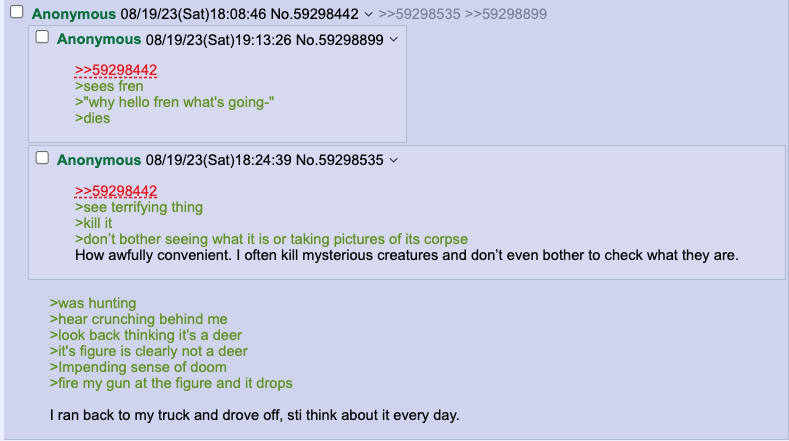 Anonymous 08/19/23(Sat)18:08:46 No.59298442 >>59298535 >>59298899
Anonymous 08/19/23(Sat)19:13:26 No.59298899
>>59298442
>sees fren
>"why hello fren what's going-"
>dies
Anonymous 08/19/23(Sat)18:24:39 No.59298535
>>59298442
>see terrifying thing
>kill it
>don’t bother seeing what it is or taking pictures of its corpse
How awfully convenient. I often kill mysterious creatures and don’t even bother to check what they are.
>was hunting
>hear crunching behind me
>look back thinking it's a deer
>it's figure is clearly not a deer
>Impending sense of doom
>fire my gun at the figure and it drops
I ran back to my truck and drove off, sti think about it every day.